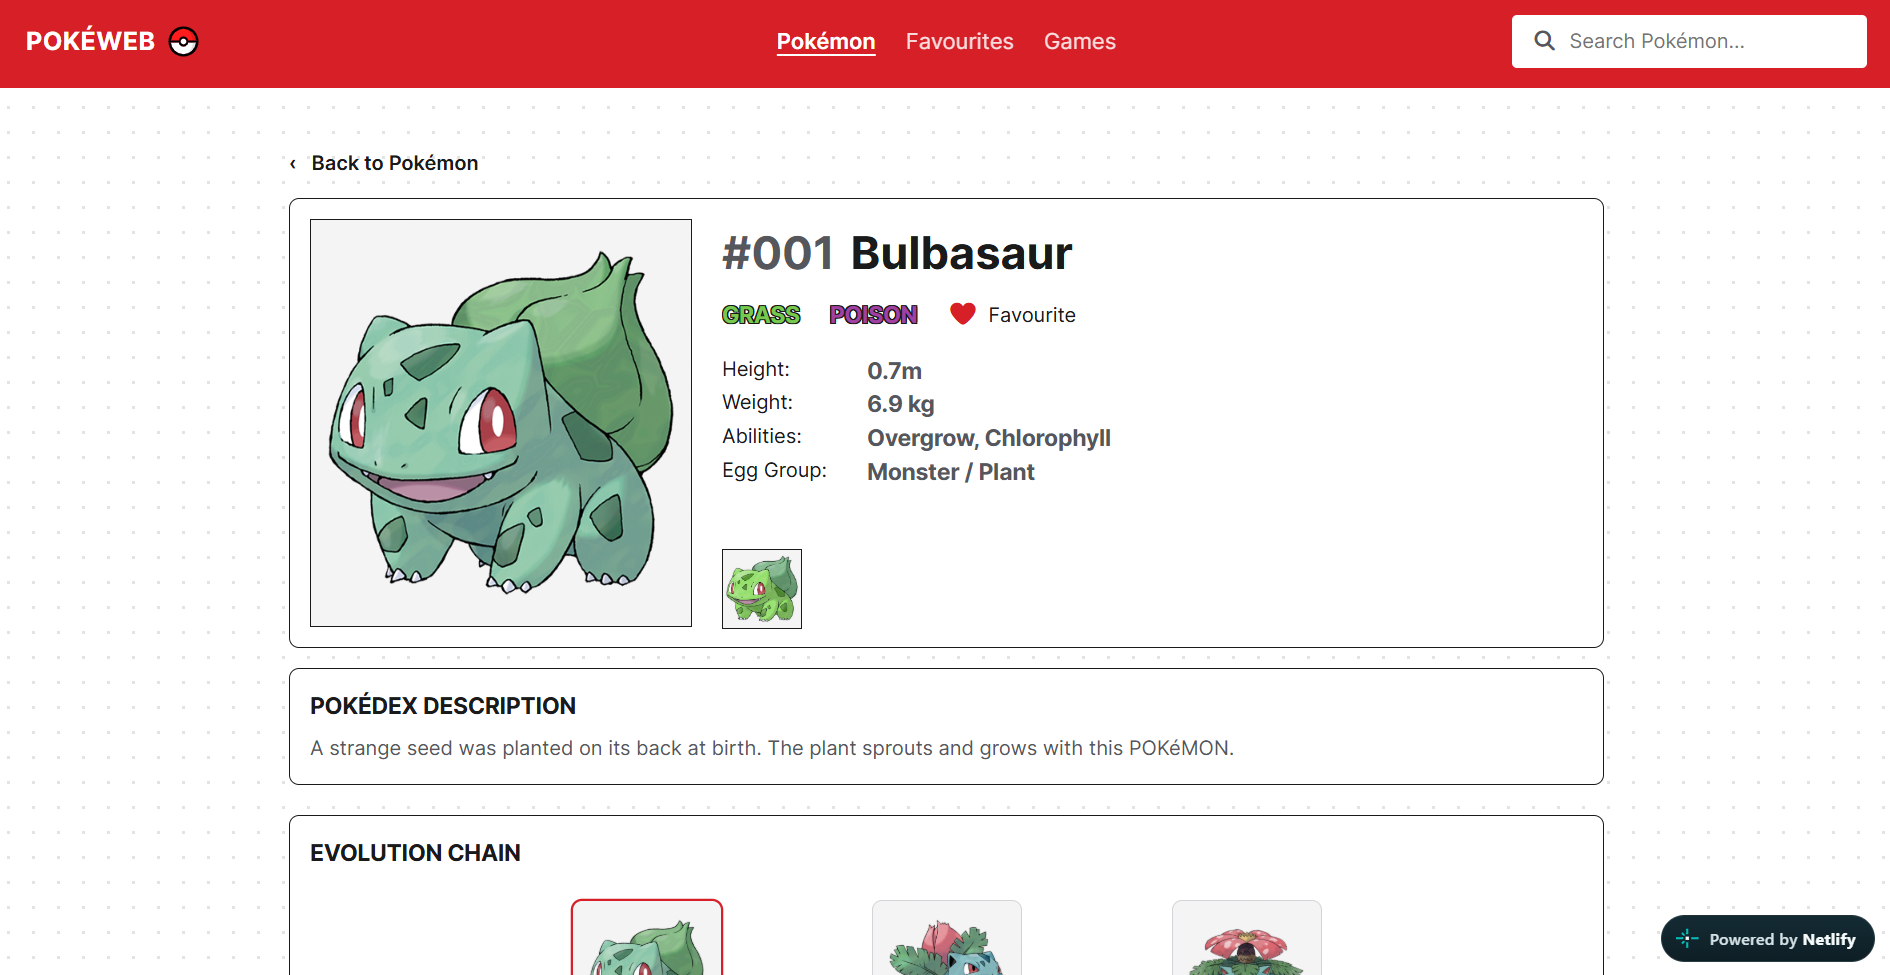 POKÉWEB
Pokémon Favourites Games
Search Pokémon...
‹ Back to Pokémon
#001 Bulbasaur
GRASS POISON Favourite
Height: 0.7m
Weight: 6.9 kg
Abilities: Overgrow, Chlorophyll
Egg Group: Monster / Plant
POKÉDEX DESCRIPTION
A strange seed was planted on its back at birth. The plant sprouts and grows with this POKéMON.
EVOLUTION CHAIN
Powered by Netlify